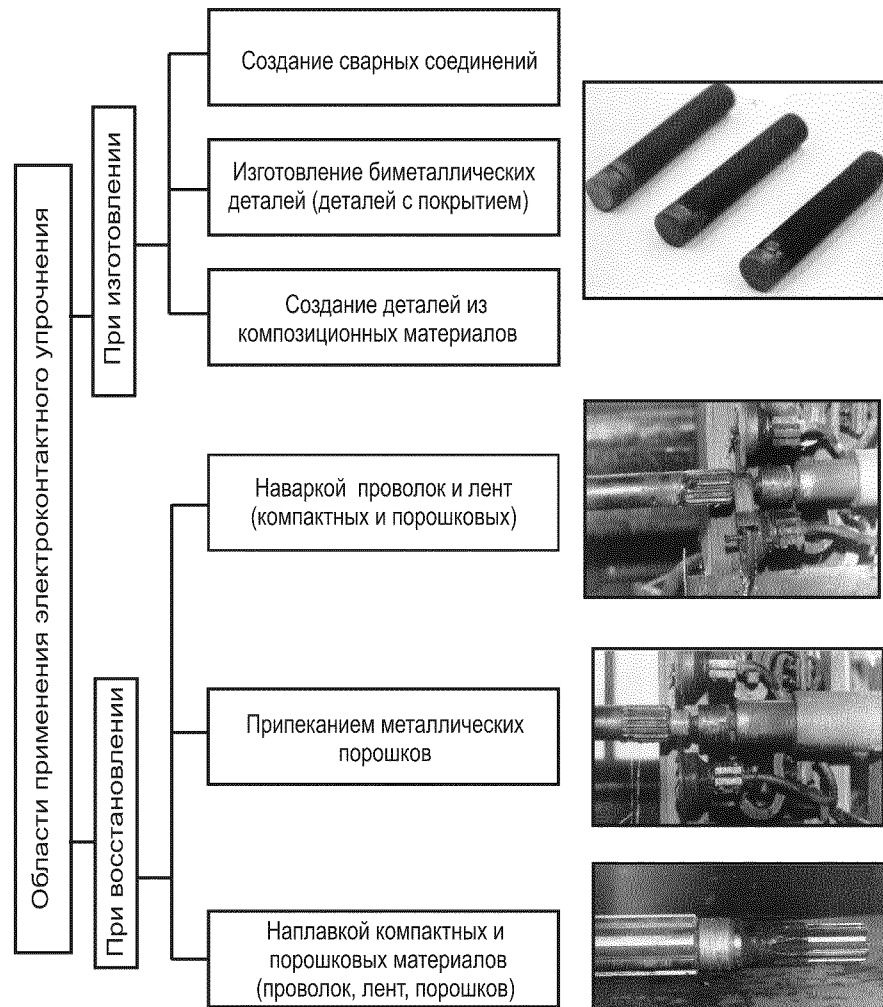 Области применения электроконтактного упрочнения
При изготовлении
Создание сварных соединений
Изготовление биметаллических
деталей (деталей с покрытием)
Создание деталей из
композиционных материалов
При восстановлении
Наваркой проволок и лент
(компактных и порошковых)
Припеканием металлических
порошков
Наплавкой компактных и
порошковых материалов
(проволок, лент, порошков)